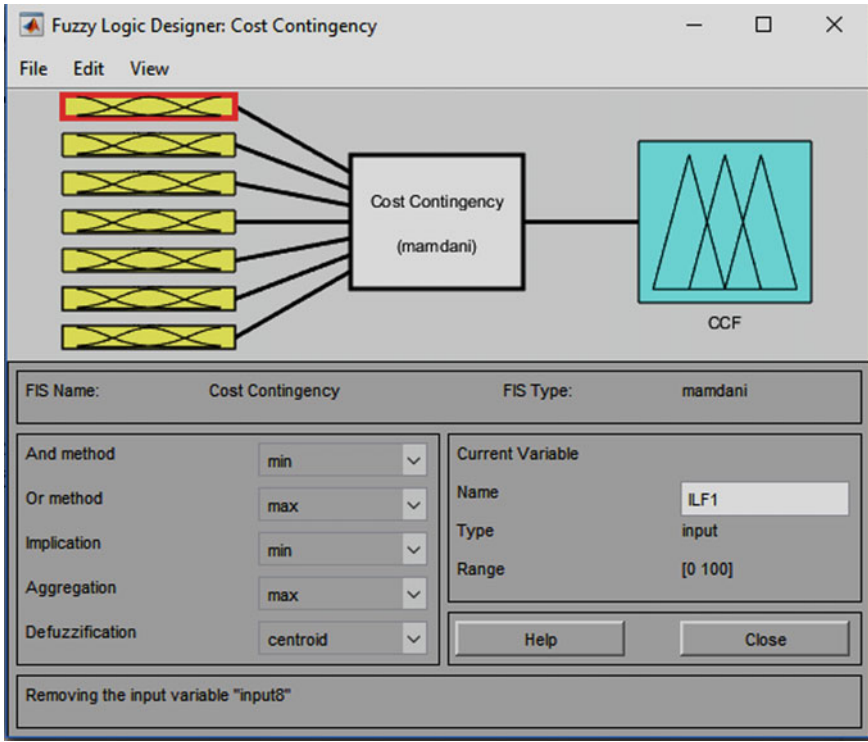 Fuzzy Logic Designer: Cost Contingency
File Edit View
Cost Contingency
(mamdani)
CCF
FIS Name: Cost Contingency FIS Type: mamdani
And method min
Or method max
Implication min
Aggregation max
Defuzzification centroid
Current Variable
Name ILF1
Type input
Range [0 100]
Help Close
Removing the input variable "input8"